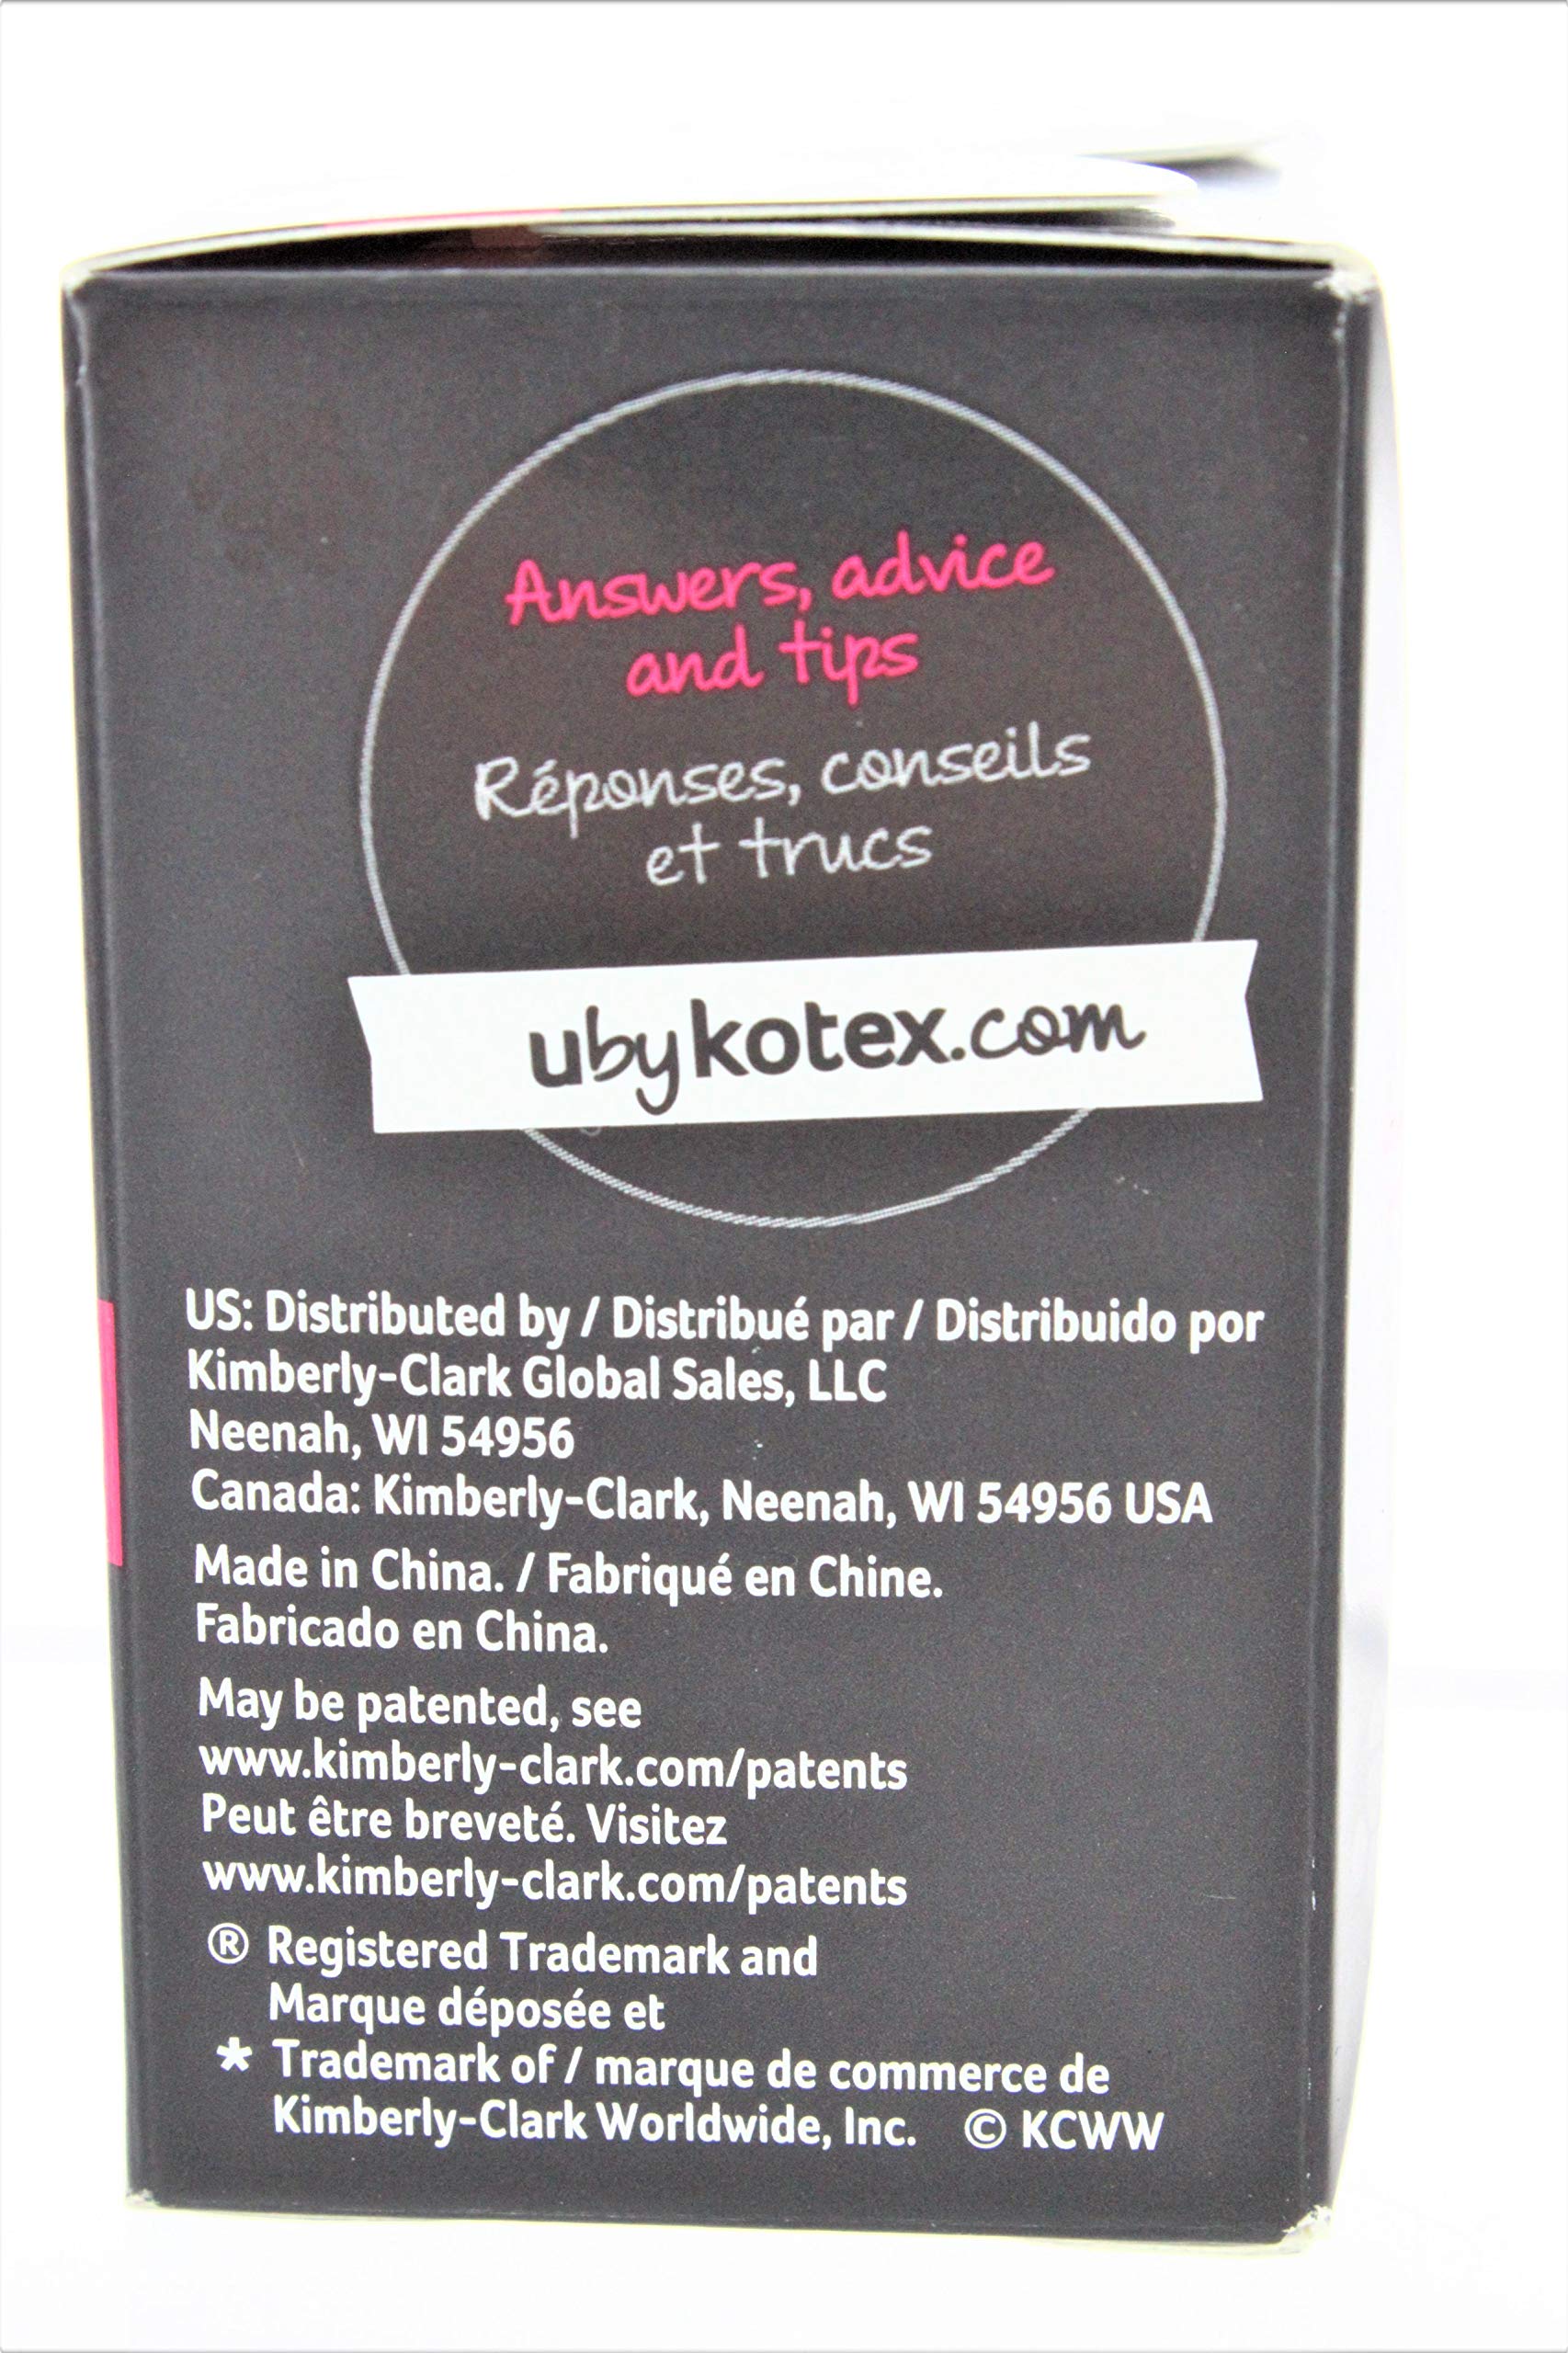 Answers, advice
and tips
Réponses, conseils
et trucs
ubykotex.com
US: Distributed by / Distribué par / Distribuido por
Kimberly-Clark Global Sales, LLC
Neenah, WI 54956
Canada: Kimberly-Clark, Neenah, WI 54956 USA
Made in China. / Fabriqué en Chine.
Fabricado en China.
May be patented, see
www.kimberly-clark.com/patents
Peut être breveté. Visitez
www.kimberly-clark.com/patents
® Registered Trademark and
Marque déposée et
* Trademark of / marque de commerce de
Kimberly-Clark Worldwide, Inc. © KCWW